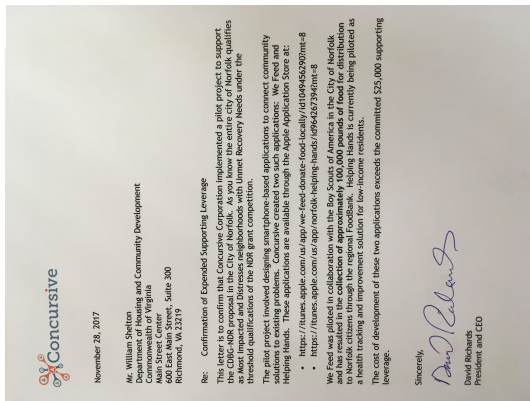 Concursive
November 28, 2017
Mr. William Shelton
Department of Housing and Community Development
Commonwealth of Virginia
Main Street Center
600 East Main Street, Suite 300
Richmond, VA 23219
Re: Confirmation of Expended Supporting Leverage
This letter is to confirm that Concursive Corporation implemented a pilot project to support
the CDBG-NDR proposal in the City of Norfolk. As you know the entire city of Norfolk qualifies
as Most Impacted and Distresses neighborhoods with Unmet Recovery Needs under the
threshold qualifications of the NDR grant competition.
The pilot project involved designing smartphone-based applications to connect community
solutions to existing problems. Concursive created two such applications: We Feed and
Helping Hands. These applications are available through the Apple Application Store at:
• https://itunes.apple.com/us/app/we-feed-donate-food-locally/id1049456290?mt=8
• https://itunes.apple.com/us/app/norfolk-helping-hands/id964267394?mt=8
We Feed was piloted in collaboration with the Boy Scouts of America in the City of Norfolk
and has resulted in the collection of approximately 100,000 pounds of food for distribution
to Norfolk citizens through the regional FoodBank. Helping Hands is currently being piloted as
a health tracking and improvement solution for low-income residents.
The cost of development of these two applications exceeds the committed $25,000 supporting
leverage.
Sincerely,
David Richards
David Richards
President and CEO